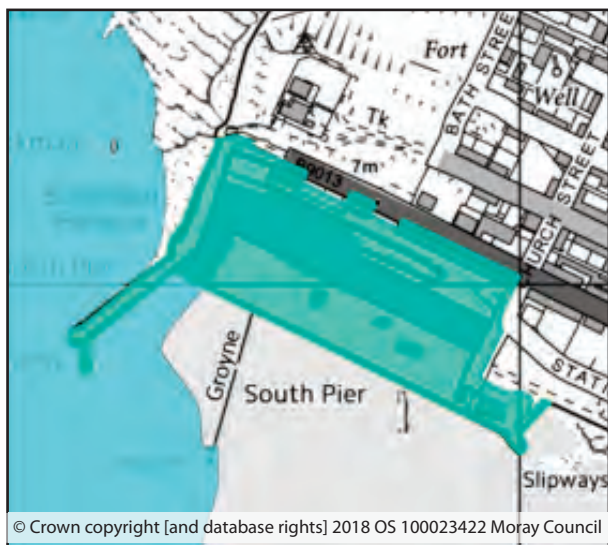 Fort
BATH STREET
Well
Tk
7m
B9013
CHURCH STREET
Groyne
South Pier
STATI
Slipways
© Crown copyright [and database rights] 2018 OS 100023422 Moray Council